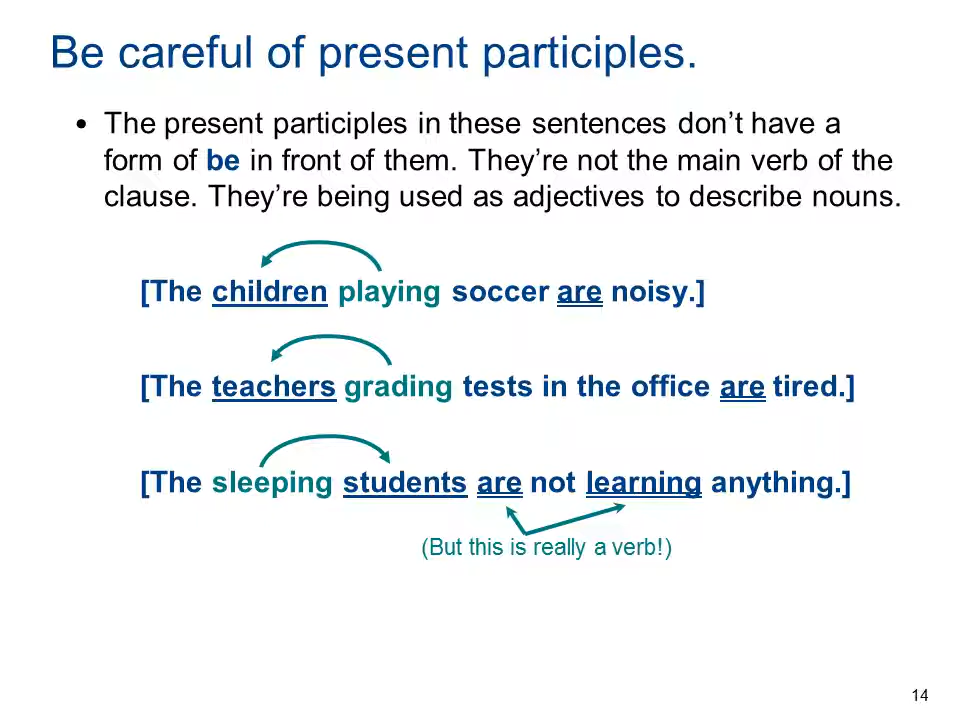 Be careful of present participles.
• The present participles in these sentences don’t have a
form of be in front of them. They’re not the main verb of the
clause. They’re being used as adjectives to describe nouns.
[The children playing soccer are noisy.]
[The teachers grading tests in the office are tired.]
[The sleeping students are not learning anything.]
(But this is really a verb!)
14